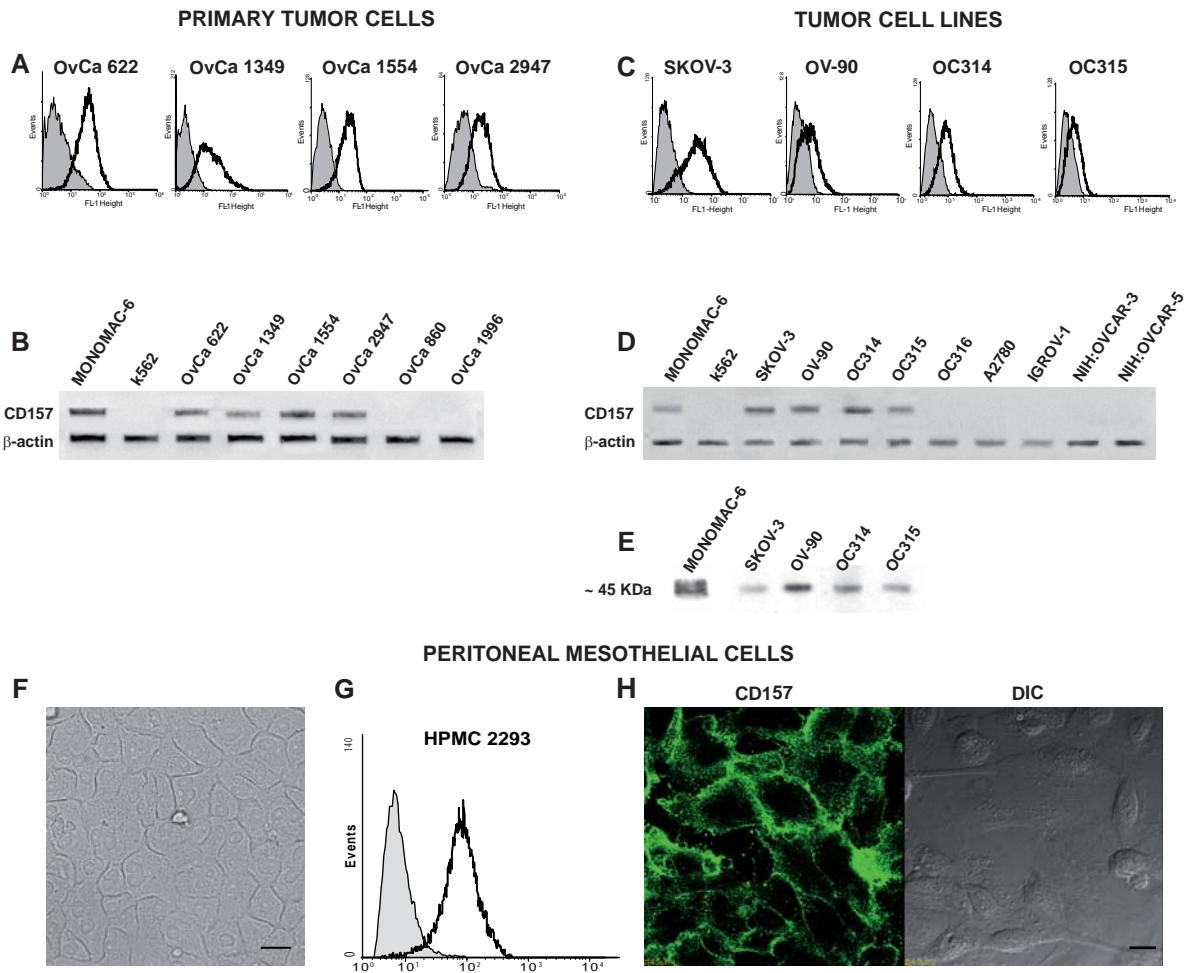 PRIMARY TUMOR CELLS
TUMOR CELL LINES
A
OvCa 622
OvCa 1349
OvCa 1554
OvCa 2947
C
SKOV-3
OV-90
OC314
OC315
Events
FL-1 Height
B
MONOMAC-6
k562
OvCa 622
OvCa 1349
OvCa 1554
OvCa 2947
OvCa 860
OvCa 1996
CD157
β-actin
D
MONOMAC-6
k562
SKOV-3
OV-90
OC314
OC315
OC316
A2780
IGROV-1
NIH:OVCAR-3
NIH:OVCAR-5
CD157
β-actin
E
MONOMAC-6
SKOV-3
OV-90
OC314
OC315
~ 45 KDa
PERITONEAL MESOTHELIAL CELLS
F
G
HPMC 2293
140
Events
0
10⁰ 10¹ 10² 10³ 10⁴
H
CD157
DIC